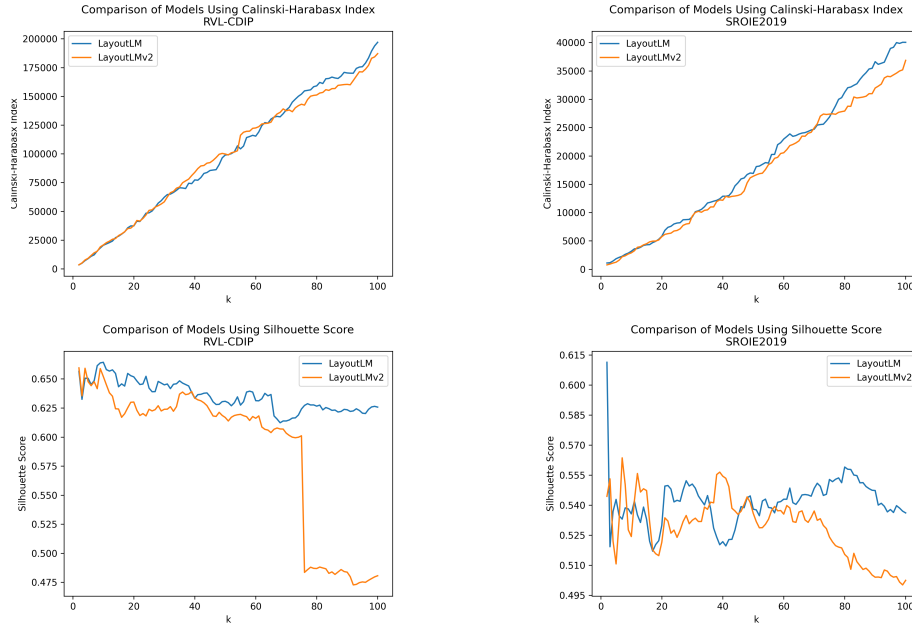 Comparison of Models Using Calinski-Harabasx Index
RVL-CDIP
LayoutLM
LayoutLMv2
200000
175000
150000
125000
100000
75000
50000
25000
0
Calinski-Harabasx Index
0 20 40 60 80 100
k
Comparison of Models Using Calinski-Harabasx Index
SROIE2019
LayoutLM
LayoutLMv2
40000
35000
30000
25000
20000
15000
10000
5000
0
Calinski-Harabasx Index
0 20 40 60 80 100
k
Comparison of Models Using Silhouette Score
RVL-CDIP
LayoutLM
LayoutLMv2
0.650
0.625
0.600
0.575
0.550
0.525
0.500
0.475
Silhouette Score
0 20 40 60 80 100
k
Comparison of Models Using Silhouette Score
SROIE2019
LayoutLM
LayoutLMv2
0.615
0.600
0.585
0.570
0.555
0.540
0.525
0.510
0.495
Silhouette Score
0 20 40 60 80 100
k